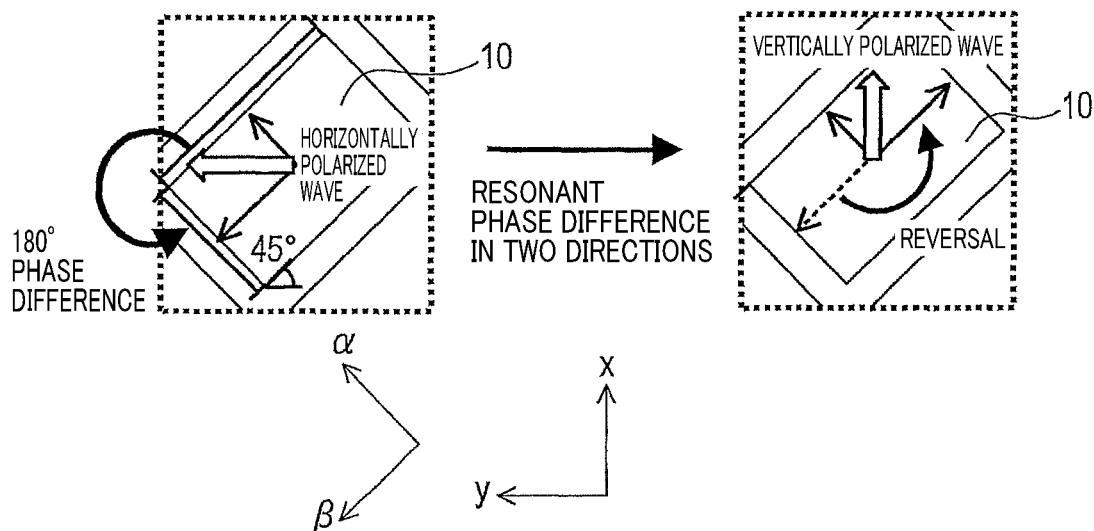 10
HORIZONTALLY
POLARIZED
WAVE
45°
180°
PHASE
DIFFERENCE
RESONANT
PHASE DIFFERENCE
IN TWO DIRECTIONS
VERTICALLY POLARIZED WAVE
10
REVERSAL
α
β
x
y